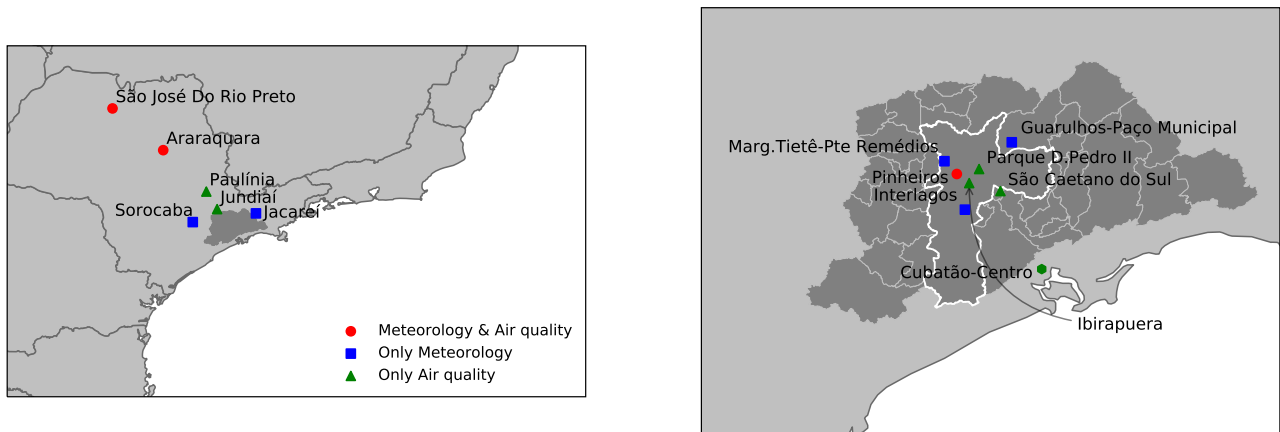 São José Do Rio Preto
Araraquara
Paulínia
Jundiaí
Sorocaba
Jacareí
Meteorology & Air quality
Only Meteorology
Only Air quality
Guarulhos-Paço Municipal
Marg.Tietê-Pte Remédios
Parque D.Pedro II
Pinheiros
São Caetano do Sul
Interlagos
Cubatão-Centro
Ibirapuera